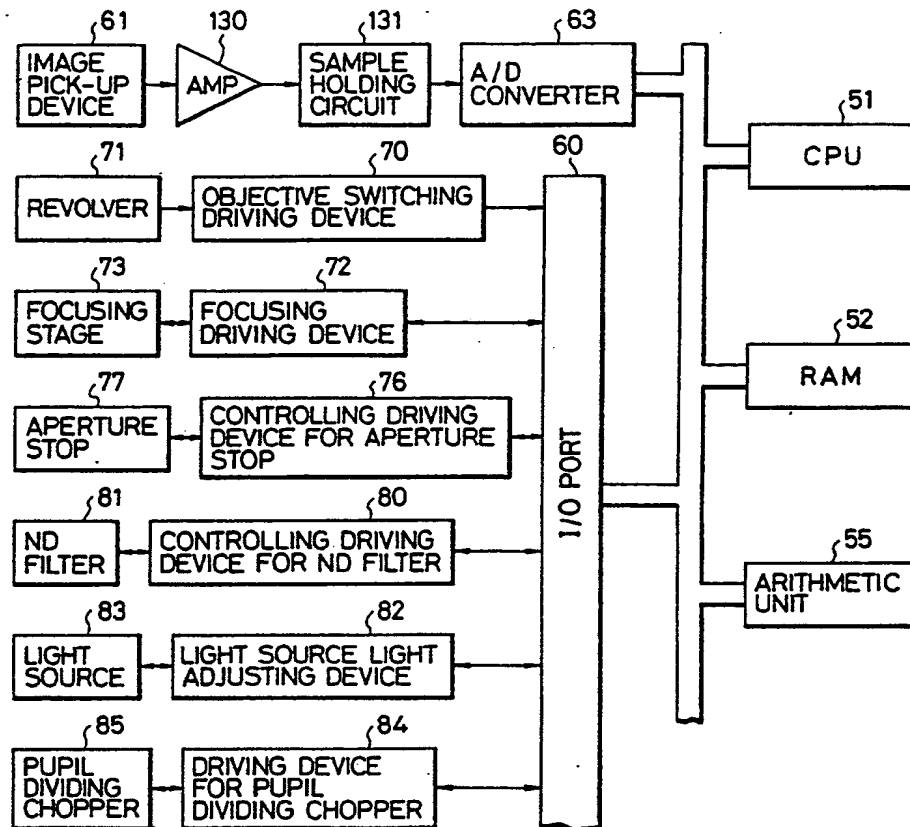 61
130
131
63
IMAGE
PICK-UP
DEVICE
AMP
SAMPLE
HOLDING
CIRCUIT
A/D
CONVERTER
51
CPU
71
70
60
REVOLVER
OBJECTIVE SWITCHING
DRIVING DEVICE
73
72
FOCUSING
STAGE
FOCUSING
DRIVING DEVICE
52
RAM
77
76
APERTURE
STOP
CONTROLLING DRIVING
DEVICE FOR APERTURE
STOP
I/O PORT
81
80
ND
FILTER
CONTROLLING DRIVING
DEVICE FOR ND FILTER
55
ARITHMETIC
UNIT
83
82
LIGHT
SOURCE
LIGHT SOURCE LIGHT
ADJUSTING DEVICE
85
84
PUPIL
DIVIDING
CHOPPER
DRIVING DEVICE
FOR PUPIL
DIVIDING CHOPPER